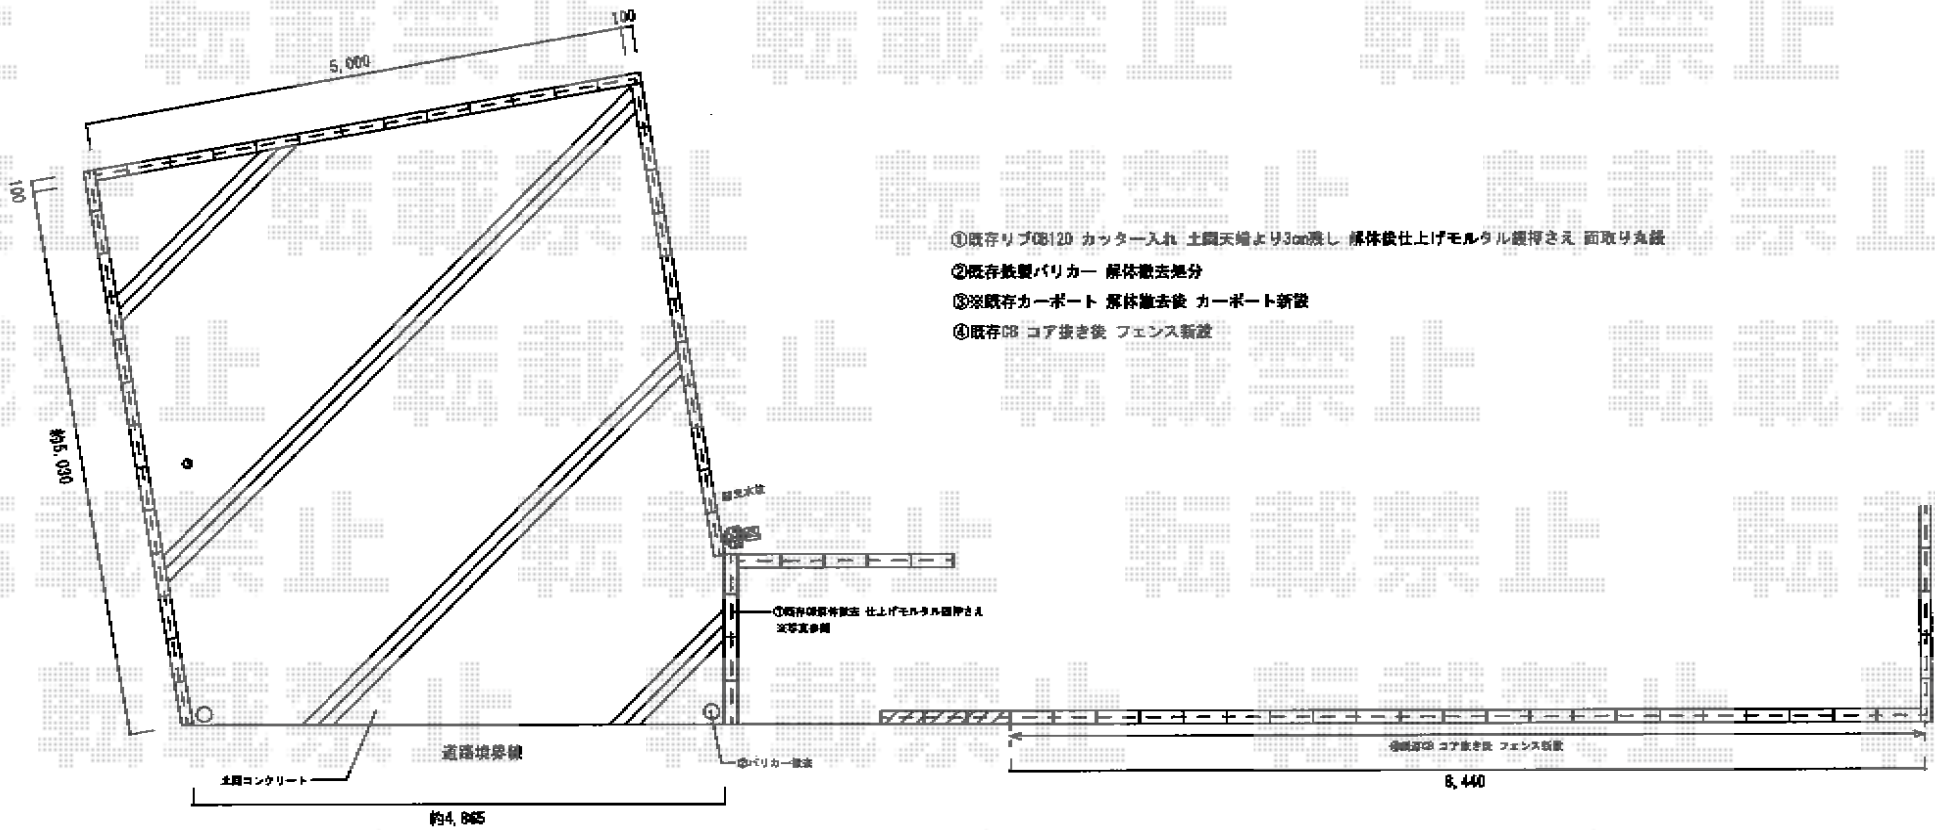 100
5,000
100
①既存リブCB120 カッター入れ 土間天端より3cm残し 解体後仕上げモルタル鏝押さえ 面取り丸鏝
②既存鉄製バリカー 解体撤去処分
③※既存カーポート 解体撤去後 カーポート新設
④既存CB コア抜き後 フェンス新設
約5,030
③
①既存CB解体撤去 仕上げモルタル鏝押さえ
※写真参照
道路境界線
②バリカー撤去
④既存CB コア抜き後 フェンス新設
土間コンクリート
8,440
約4,865
転載禁止